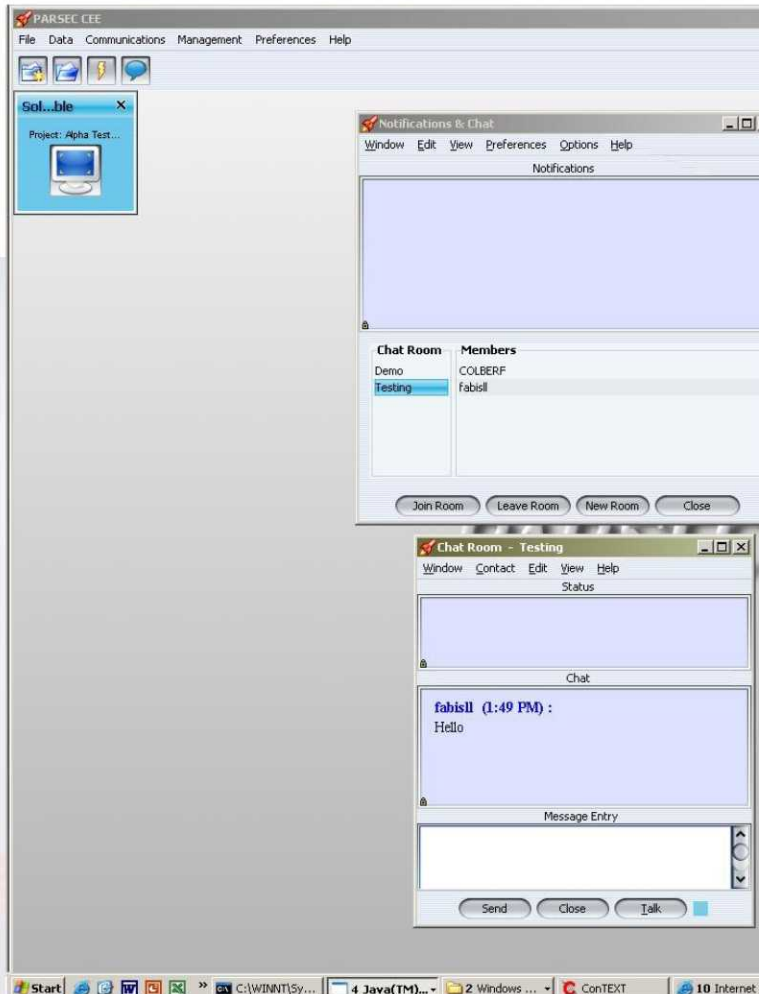 PARSEC CEE
File Data Communications Management Preferences Help
Sol...ble X
Project: Alpha Test...
Notifications & Chat
Window Edit View Preferences Options Help
Notifications
Chat Room Members
Demo COLBERF
Testing fabisll
Join Room Leave Room New Room Close
Chat Room - Testing
Window Contact Edit View Help
Status
Chat
fabisll (1:49 PM) :
Hello
Message Entry
Send Close Talk
Start » C:\WINNT\Sy... 4 Java(TM)... 2 Windows ... ConTEXT 10 Internet